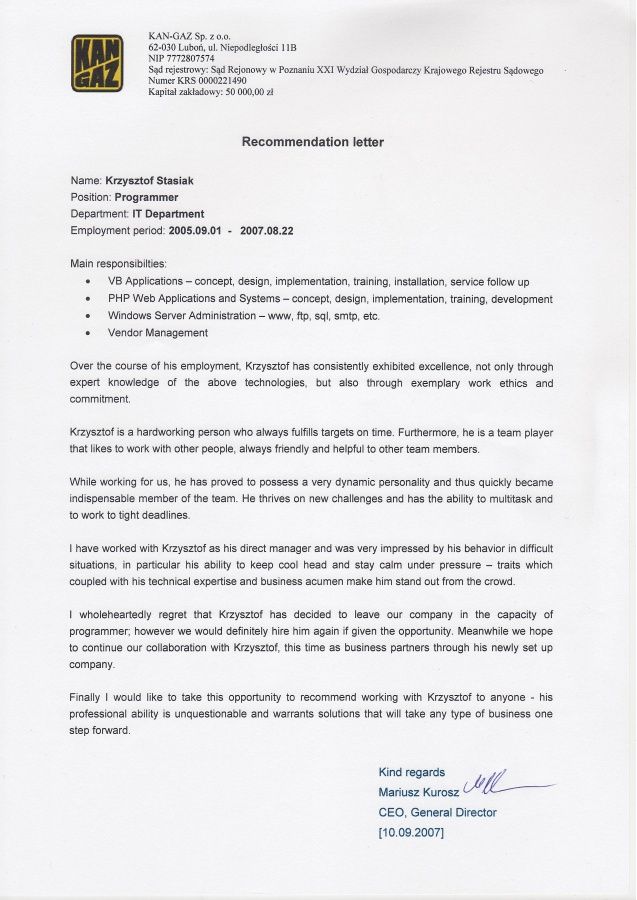 KAN
GAZ
KAN-GAZ Sp. z o.o.
62-030 Luboń, ul. Niepodległości 11B
NIP 7772807574
Sąd rejestrowy: Sąd Rejonowy w Poznaniu XXI Wydział Gospodarczy Krajowego Rejestru Sądowego
Numer KRS 0000221490
Kapitał zakładowy: 50 000,00 zł
Recommendation letter
Name: Krzysztof Stasiak
Position: Programmer
Department: IT Department
Employment period: 2005.09.01 - 2007.08.22
Main responsibilties:
• VB Applications – concept, design, implementation, training, installation, service follow up
• PHP Web Applications and Systems – concept, design, implementation, training, development
• Windows Server Administration – www, ftp, sql, smtp, etc.
• Vendor Management
Over the course of his employment, Krzysztof has consistently exhibited excellence, not only through
expert knowledge of the above technologies, but also through exemplary work ethics and
commitment.
Krzysztof is a hardworking person who always fulfills targets on time. Furthermore, he is a team player
that likes to work with other people, always friendly and helpful to other team members.
While working for us, he has proved to possess a very dynamic personality and thus quickly became
indispensable member of the team. He thrives on new challenges and has the ability to multitask and
to work to tight deadlines.
I have worked with Krzysztof as his direct manager and was very impressed by his behavior in difficult
situations, in particular his ability to keep cool head and stay calm under pressure – traits which
coupled with his technical expertise and business acumen make him stand out from the crowd.
I wholeheartedly regret that Krzysztof has decided to leave our company in the capacity of
programmer; however we would definitely hire him again if given the opportunity. Meanwhile we hope
to continue our collaboration with Krzysztof, this time as business partners through his newly set up
company.
Finally I would like to take this opportunity to recommend working with Krzysztof to anyone - his
professional ability is unquestionable and warrants solutions that will take any type of business one
step forward.
Kind regards
Mariusz Kurosz
CEO, General Director
[10.09.2007]